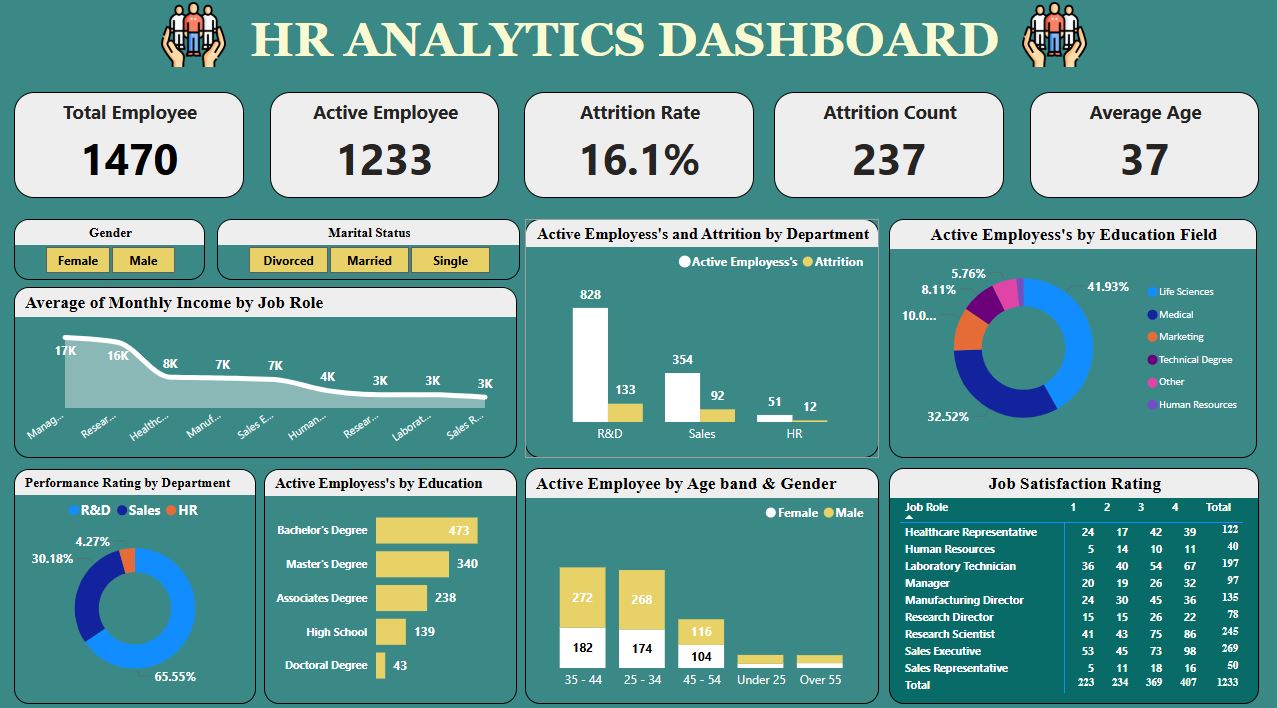 HR ANALYTICS DASHBOARD
Total Employee
1470
Active Employee
1233
Attrition Rate
16.1%
Attrition Count
237
Average Age
37
Gender
Female Male
Marital Status
Divorced Married Single
Average of Monthly Income by Job Role
17K 16K 8K 7K 7K 4K 3K 3K 3K
Manag... Resear... Healthc... Manuf... Sales E... Human... Resear... Laborat... Sales R...
Active Employess's and Attrition by Department
Active Employess's Attrition
828 133 354 92 51 12
R&D Sales HR
Active Employess's by Education Field
41.93%
32.52%
10.0...
8.11%
5.76%
Life Sciences
Medical
Marketing
Technical Degree
Other
Human Resources
Performance Rating by Department
R&D Sales HR
4.27%
30.18%
65.55%
Active Employess's by Education
Bachelor's Degree 473
Master's Degree 340
Associates Degree 238
High School 139
Doctoral Degree 43
Active Employee by Age band & Gender
Female Male
272 268 116
182 174 104
35 - 44 25 - 34 45 - 54 Under 25 Over 55
Job Satisfaction Rating
Job Role 1 2 3 4 Total
Healthcare Representative 24 17 42 39 122
Human Resources 5 14 10 11 40
Laboratory Technician 36 40 54 67 197
Manager 20 19 26 32 97
Manufacturing Director 24 30 45 36 135
Research Director 15 15 26 22 78
Research Scientist 41 43 75 86 245
Sales Executive 53 45 73 98 269
Sales Representative 5 11 18 16 50
Total 223 234 369 407 1233